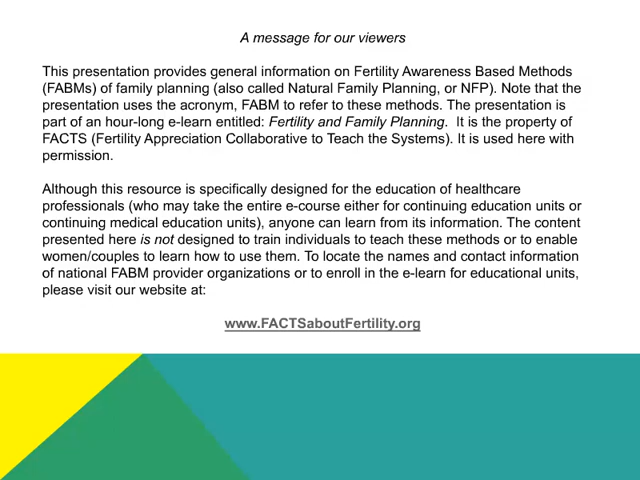 A message for our viewers
This presentation provides general information on Fertility Awareness Based Methods
(FABMs) of family planning (also called Natural Family Planning, or NFP). Note that the
presentation uses the acronym, FABM to refer to these methods. The presentation is
part of an hour-long e-learn entitled: Fertility and Family Planning.  It is the property of
FACTS (Fertility Appreciation Collaborative to Teach the Systems). It is used here with
permission.
Although this resource is specifically designed for the education of healthcare
professionals (who may take the entire e-course either for continuing education units or
continuing medical education units), anyone can learn from its information. The content
presented here is not designed to train individuals to teach these methods or to enable
women/couples to learn how to use them. To locate the names and contact information
of national FABM provider organizations or to enroll in the e-learn for educational units,
please visit our website at:
www.FACTSaboutFertility.org